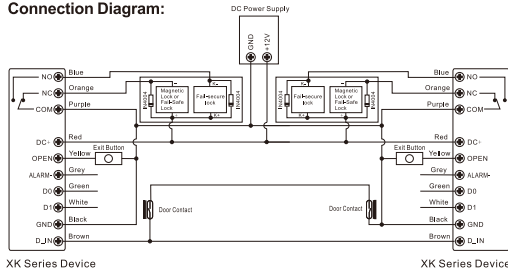 Connection Diagram:
DC Power Supply
GND
+12V
NO
Blue
NC
Orange
COM
Purple
DC+
Red
OPEN
Yellow
Exit Button
ALARM-
Grey
D0
Green
D1
White
GND
Black
D_IN
Brown
XK Series Device
IN4004
Magnetic
Lock or
Fail-Safe
Lock
Fail-secure
lock
IN4004
IN4004
Fail-secure
lock
Magnetic
Lock or
Fail-Safe
Lock
IN4004
Door Contact
Door Contact
Blue
NO
Orange
NC
Purple
COM
Red
DC+
Exit Button
Yellow
OPEN
Grey
ALARM-
Green
D0
White
D1
Black
GND
Brown
D_IN
XK Series Device